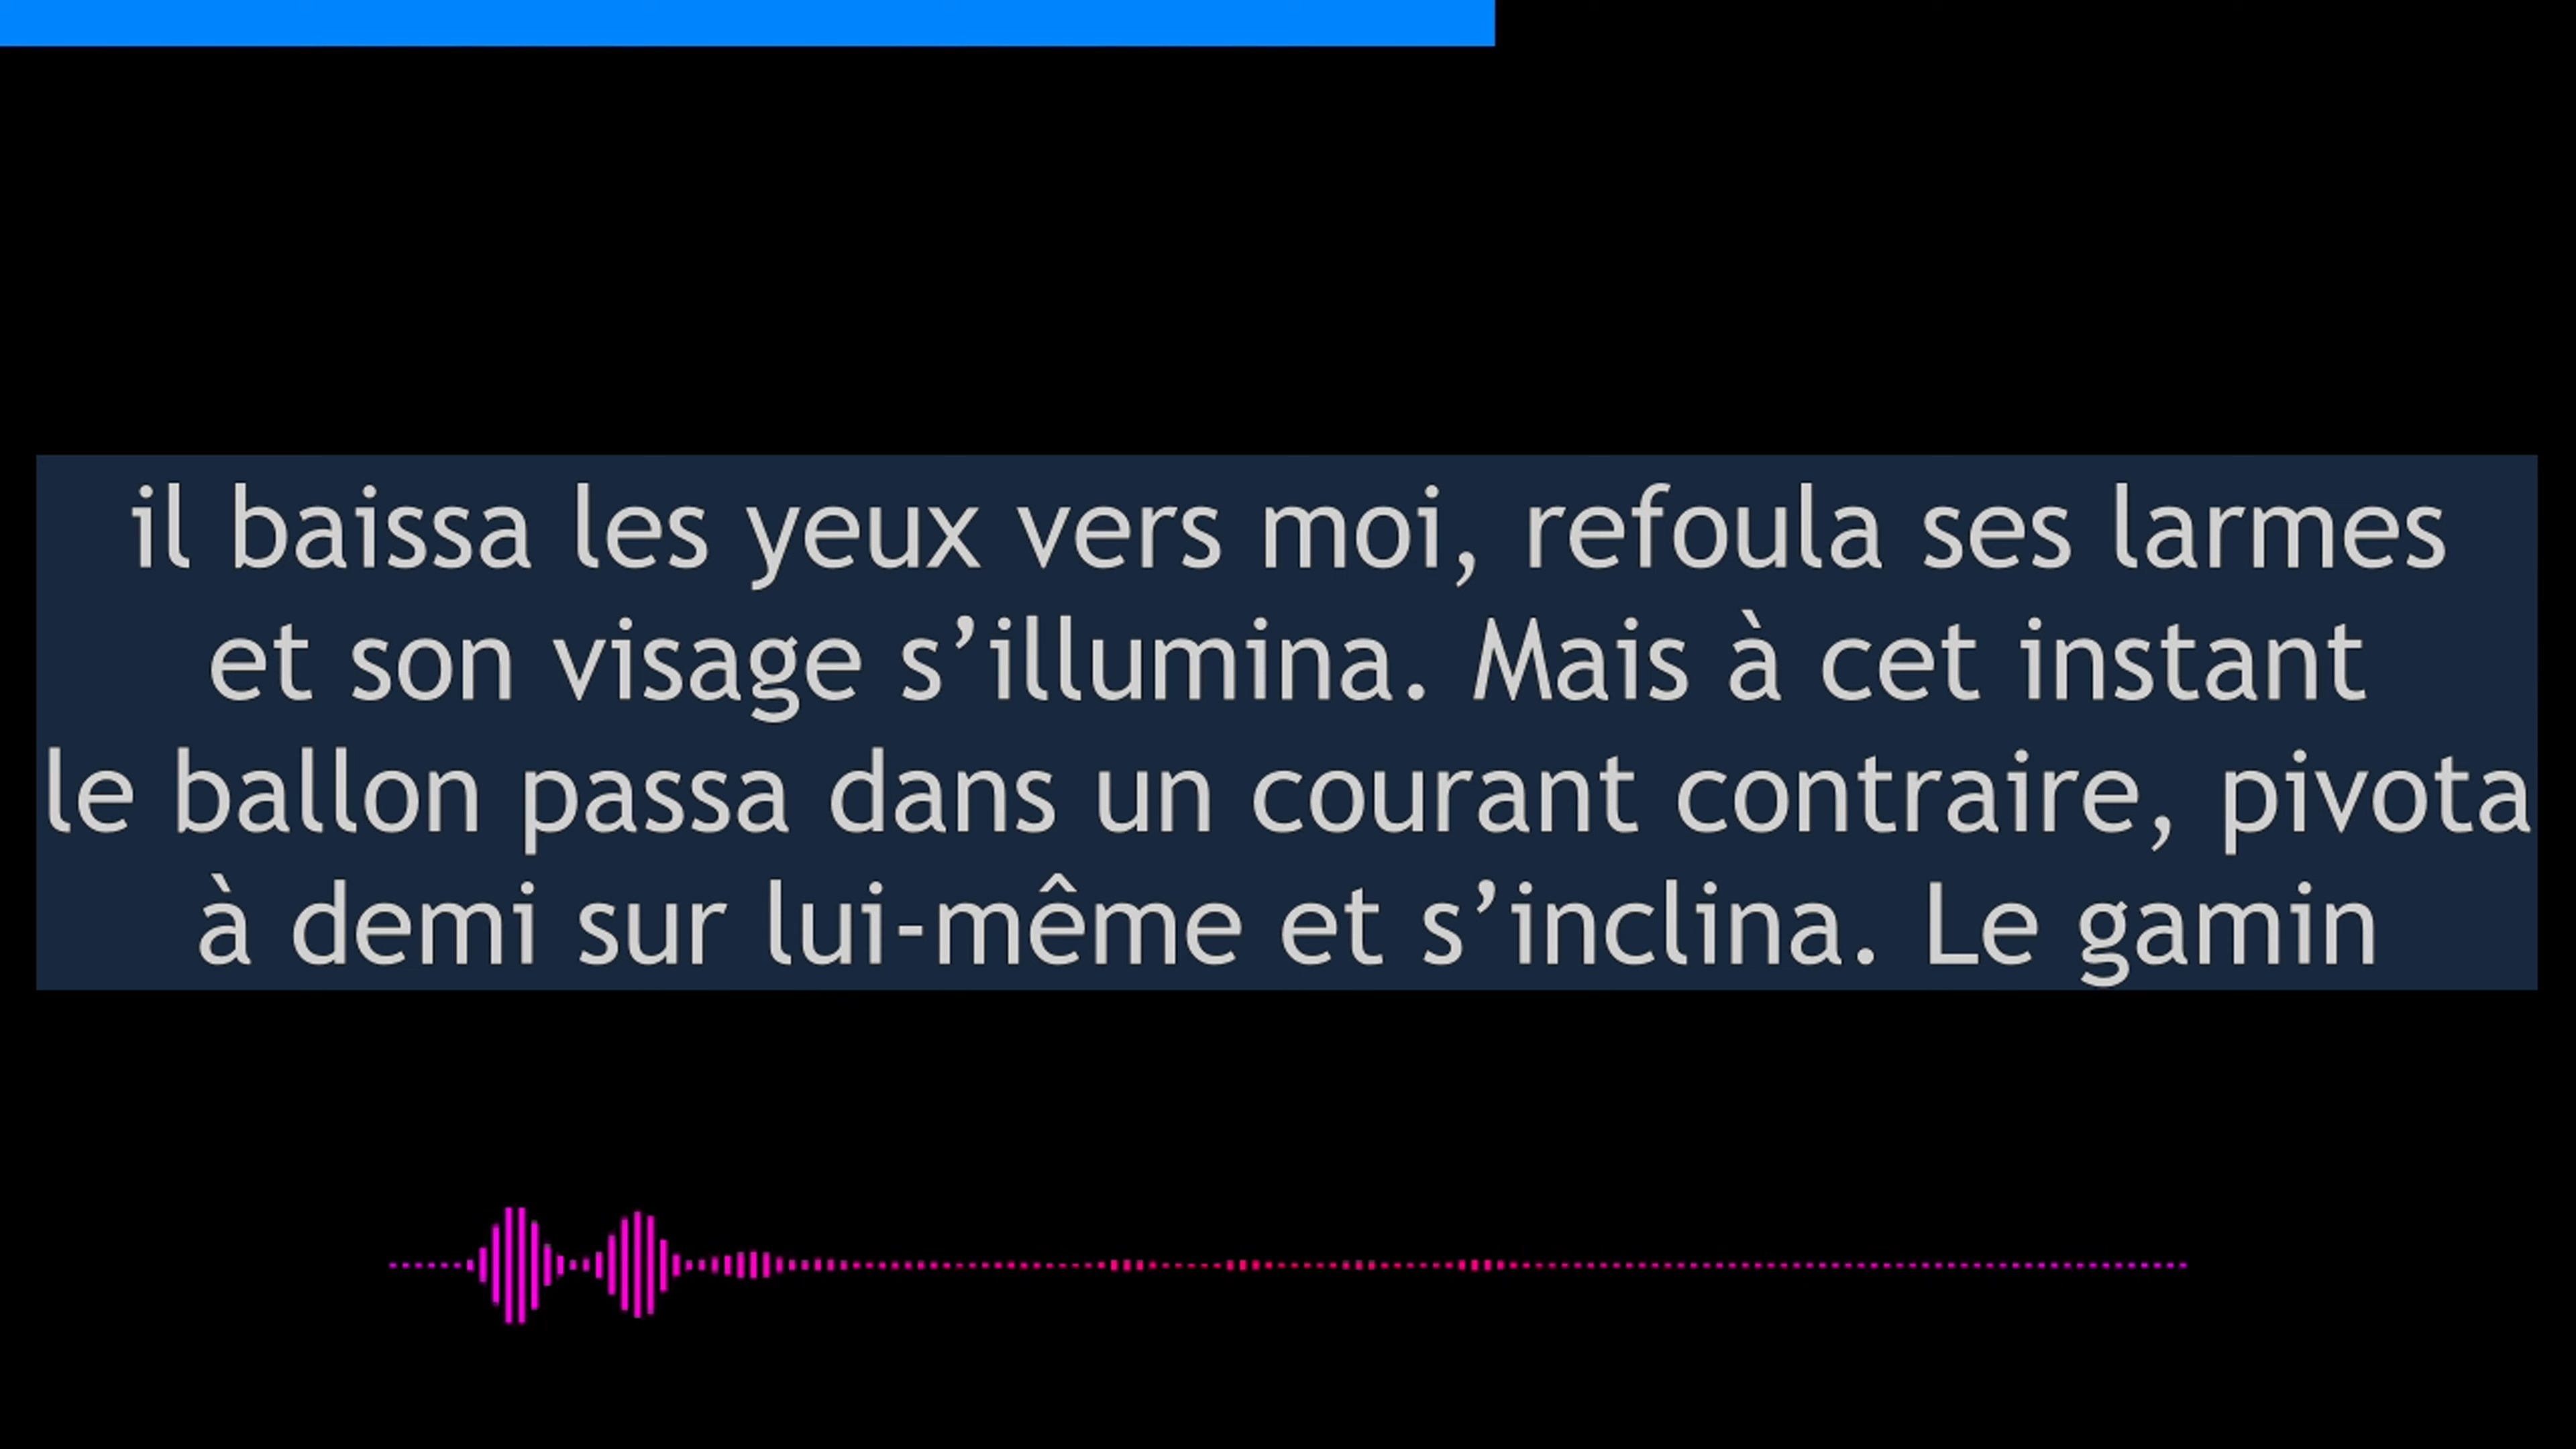 il baissa les yeux vers moi, refoula ses larmes
et son visage s’illumina. Mais à cet instant
le ballon passa dans un courant contraire, pivota
à demi sur lui-même et s’inclina. Le gamin